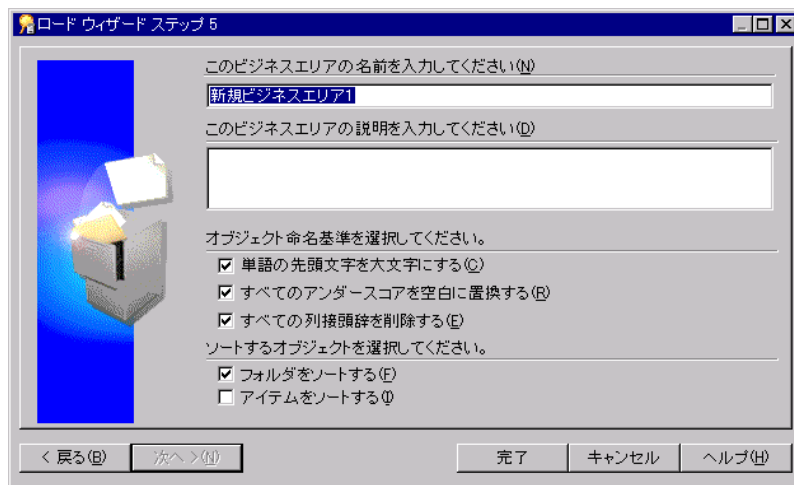 ロード ウィザード ステップ 5
このビジネスエリアの名前を入力してください(N)
新規ビジネスエリア1
このビジネスエリアの説明を入力してください(D)
オブジェクト命名基準を選択してください。
単語の先頭文字を大文字にする(C)
すべてのアンダースコアを空白に置換する(R)
すべての列接頭辞を削除する(E)
ソートするオブジェクトを選択してください。
フォルダをソートする(F)
アイテムをソートする(I)
< 戻る(B) 次へ >(N) 完了 キャンセル ヘルプ(H)